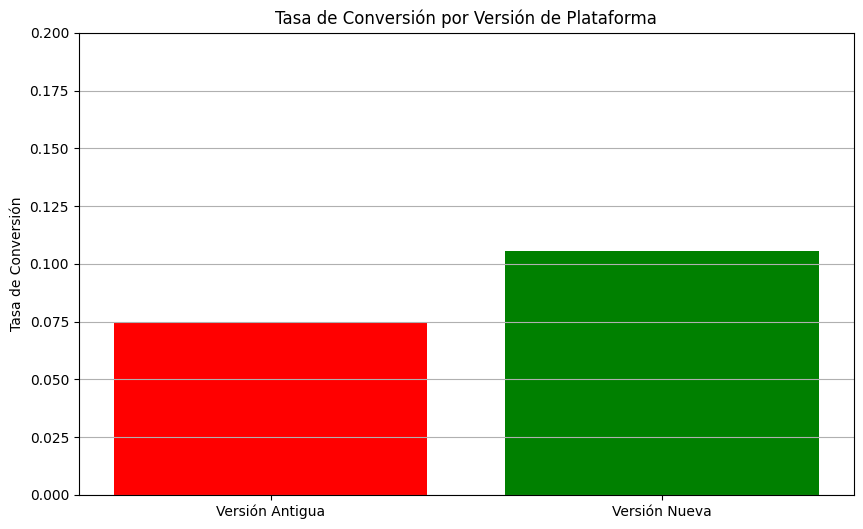 Tasa de Conversión por Versión de Plataforma
Tasa de Conversión
0.200
0.175
0.150
0.125
0.100
0.075
0.050
0.025
0.000
Versión Antigua
Versión Nueva